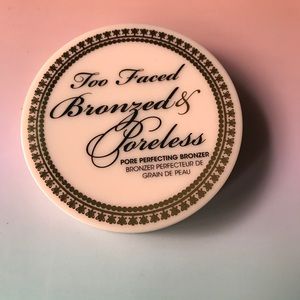 Too Faced
Bronzed &
Poreless
PORE PERFECTING BRONZER
BRONZER PERFECTEUR DE
GRAIN DE PEAU